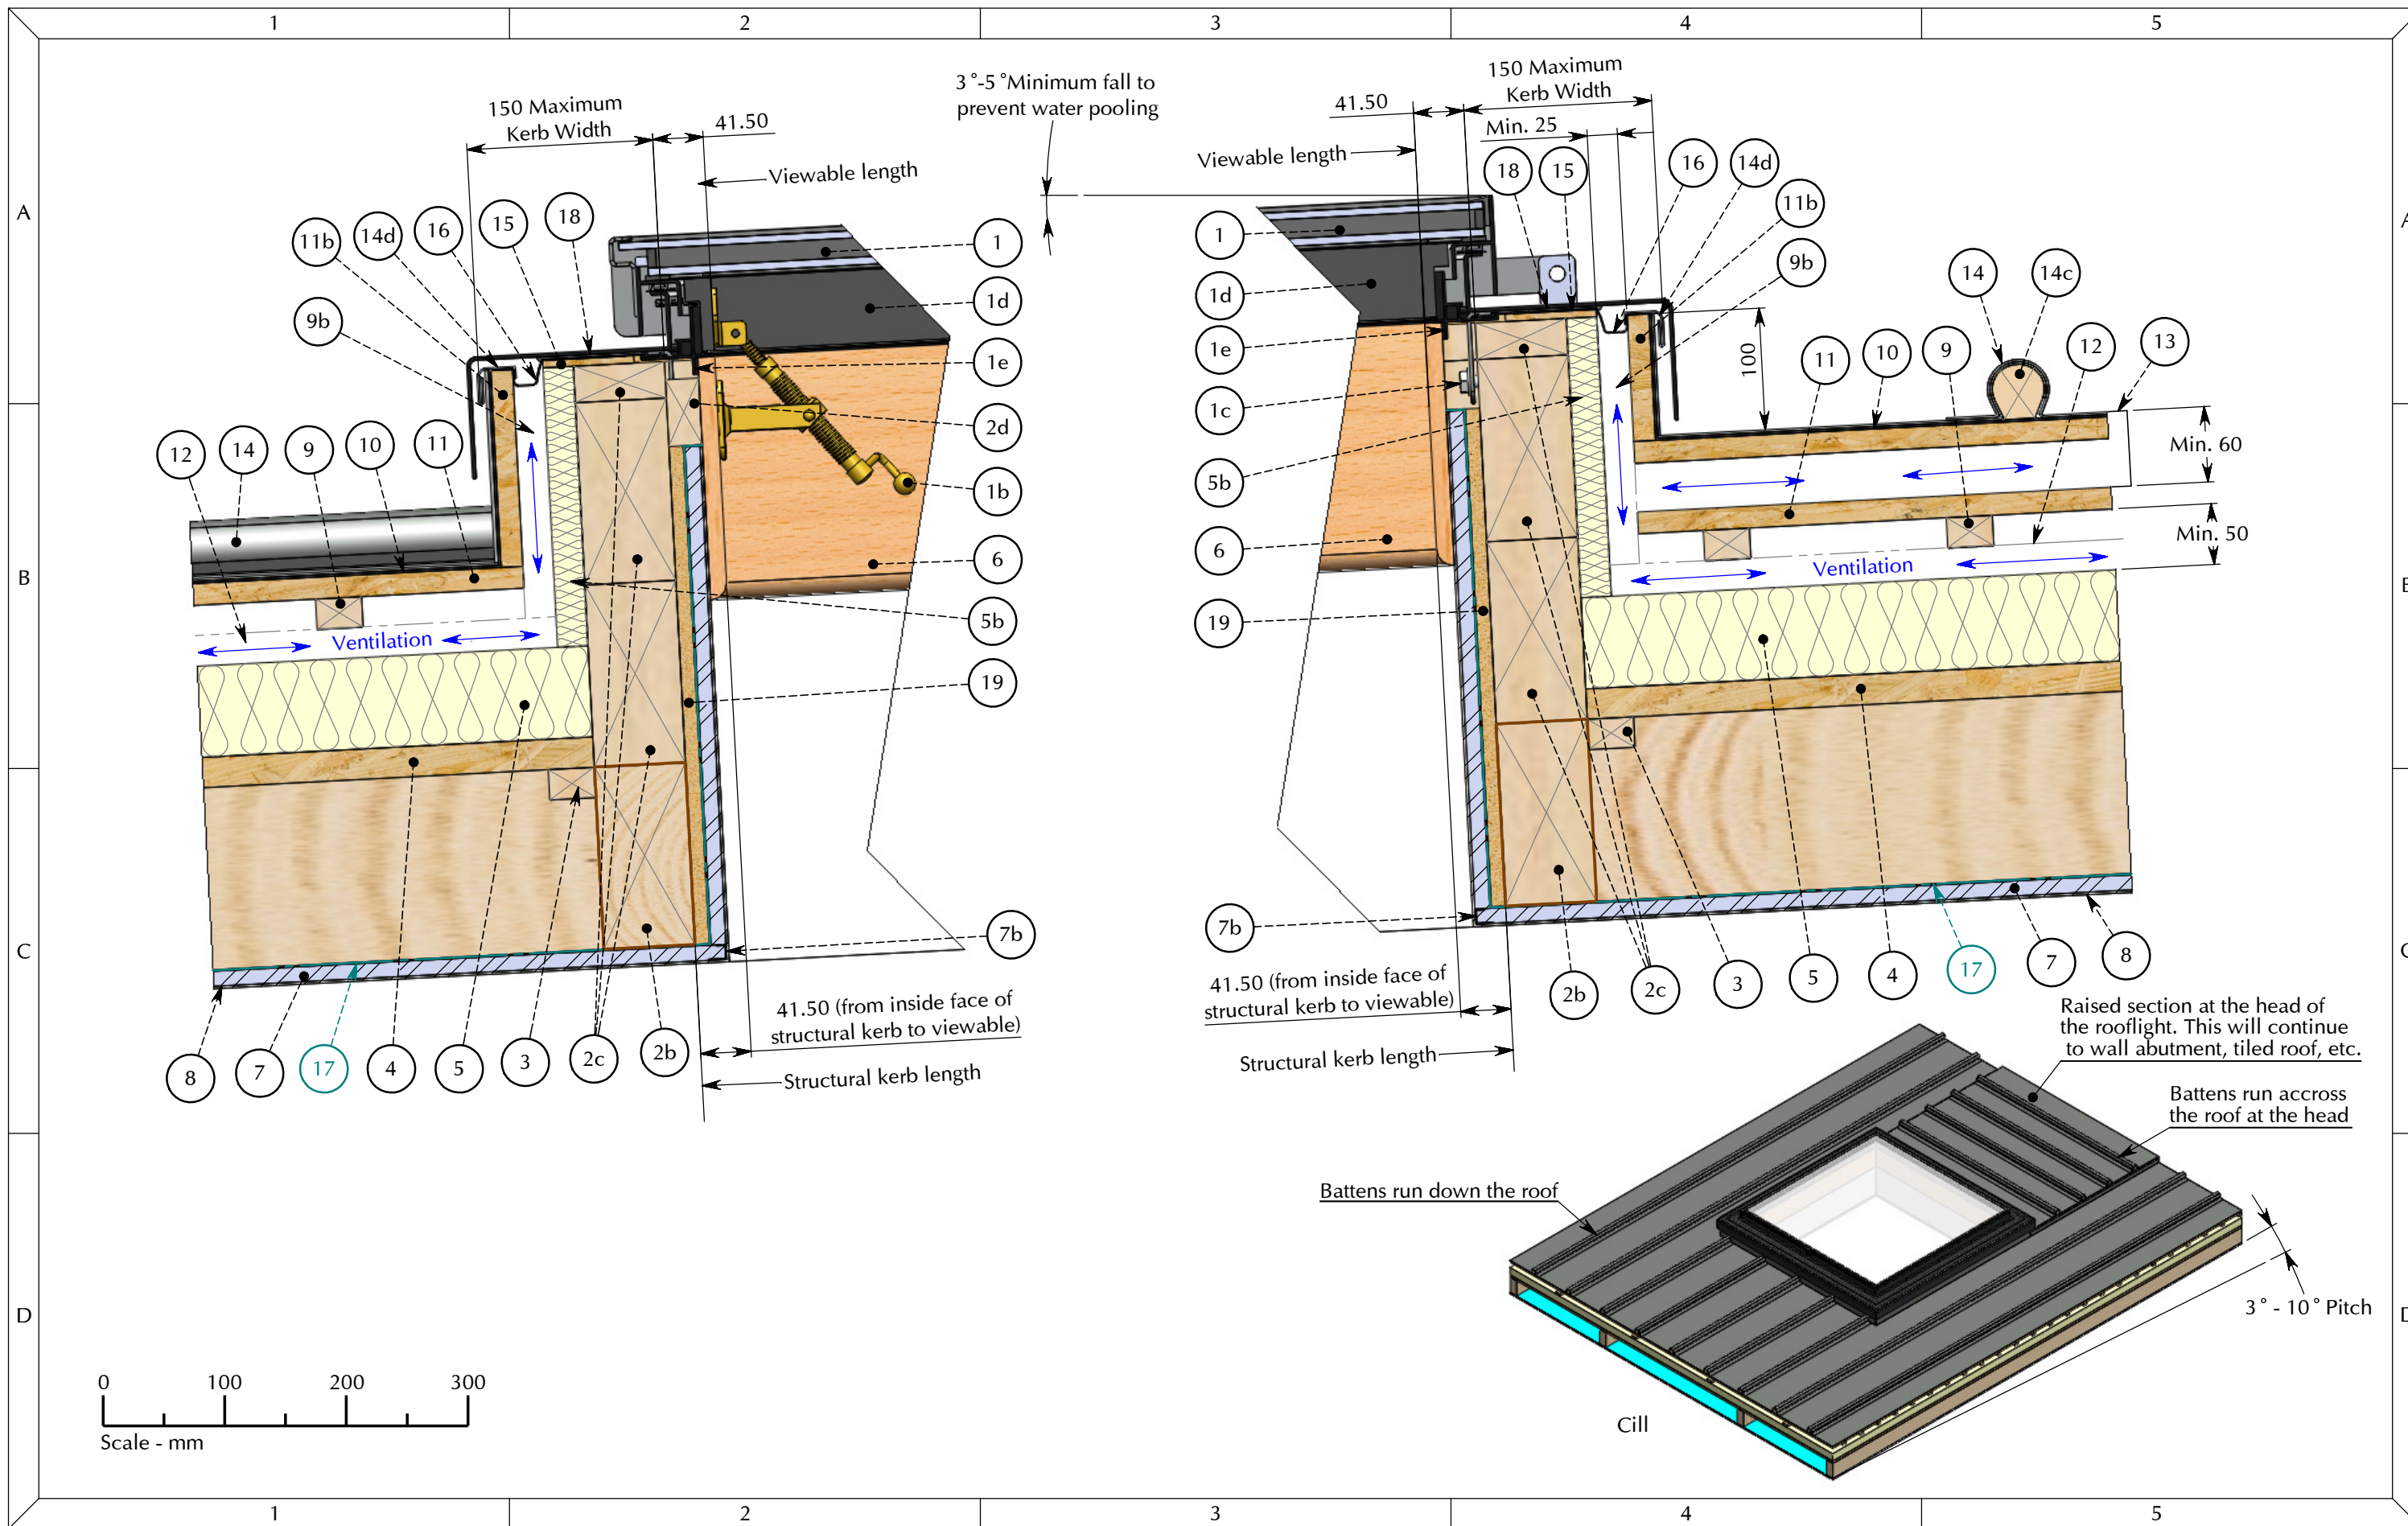 1 2 3 4 5
A
B
C
D
150 Maximum
Kerb Width
41.50
Viewable length
3°-5°Minimum fall to
prevent water pooling
11b
14d
16
15
18
9b
12
14
9
10
11
1
1d
1e
2d
1b
6
5b
19
7b
Ventilation
8
7
17
4
5
3
2c
2b
41.50 (from inside face of
structural kerb to viewable)
Structural kerb length
150 Maximum
Kerb Width
41.50
Min. 25
Viewable length
18
15
16
14d
11b
9b
1
1d
1e
1c
5b
6
19
7b
100
14
14c
11
10
9
12
13
Min. 60
Min. 50
Ventilation
41.50 (from inside face of
structural kerb to viewable)
Structural kerb length
2b
2c
3
5
4
17
7
8
Raised section at the head of
the rooflight. This will continue
to wall abutment, tiled roof, etc.
Battens run accross
the roof at the head
Battens run down the roof
3° - 10° Pitch
Cill
0 100 200 300
Scale - mm
A
B
C
D
1 2 3 4 5